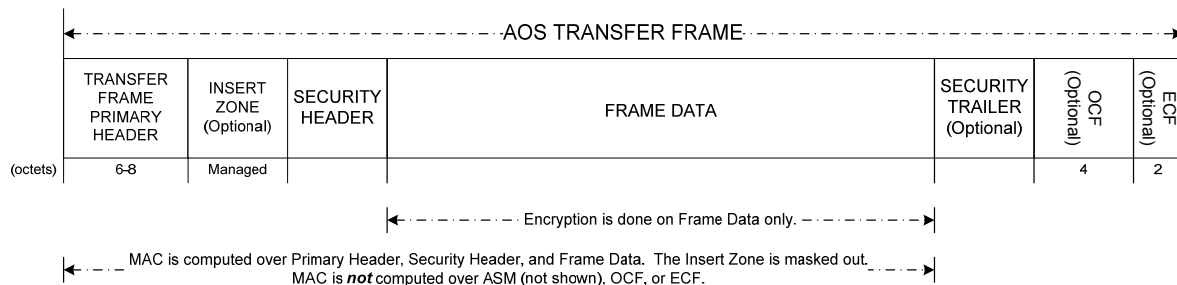 AOS TRANSFER FRAME
TRANSFER
FRAME
PRIMARY
HEADER
INSERT
ZONE
(Optional)
SECURITY
HEADER
FRAME DATA
SECURITY
TRAILER
(Optional)
OCF
(Optional)
ECF
(Optional)
(octets)
6–8
Managed
4
2
Encryption is done on Frame Data only.
MAC is computed over Primary Header, Security Header, and Frame Data. The Insert Zone is masked out.
MAC is not computed over ASM (not shown), OCF, or ECF.